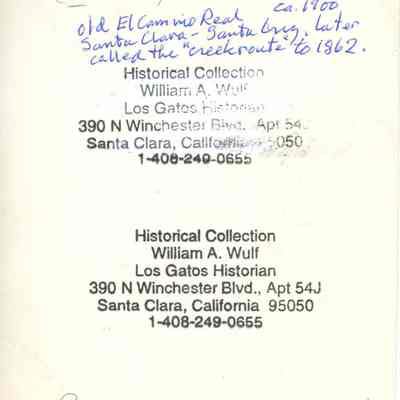 ca. 1900
old El Camino Real
Santa Clara - Santa Cruz. Later
called the "creek route" to 1862.
Historical Collection
William A. Wulf
Los Gatos Historian
390 N Winchester Blvd., Apt 54J
Santa Clara, California 95050
1-408-249-0655
Historical Collection
William A. Wulf
Los Gatos Historian
390 N Winchester Blvd., Apt 54J
Santa Clara, California 95050
1-408-249-0655